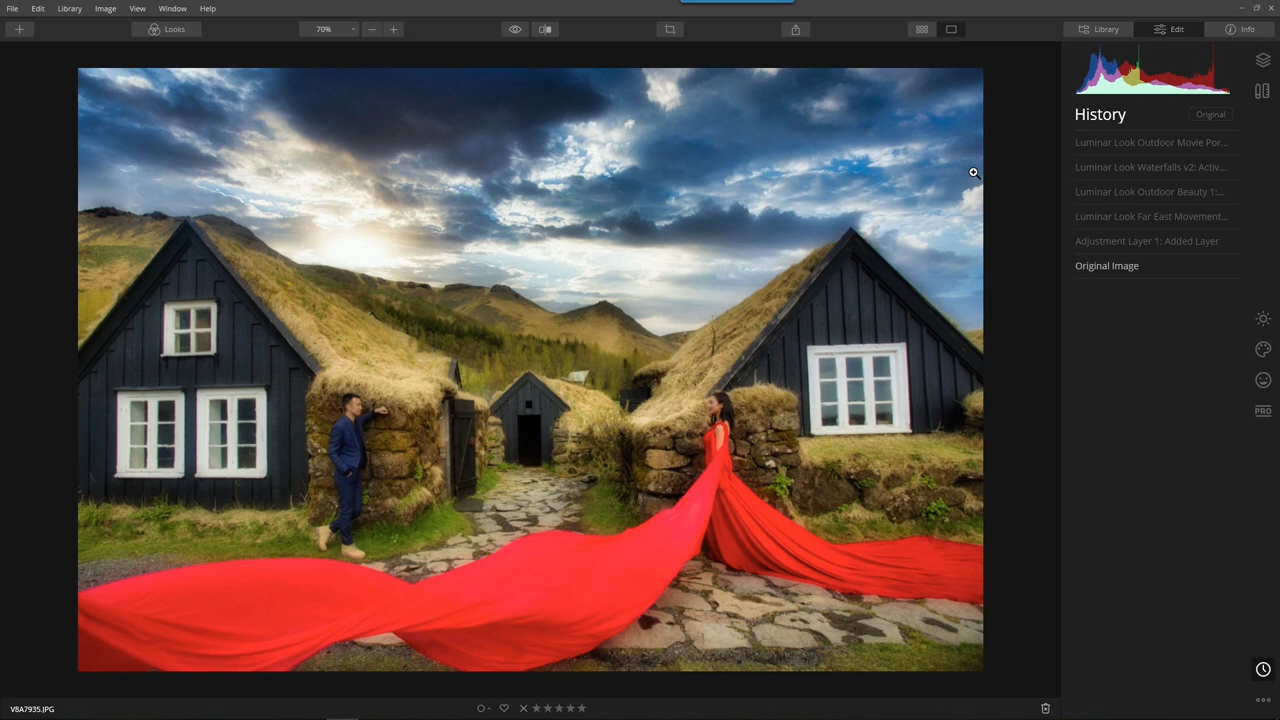 File Edit Library Image View Window Help
Looks
70%
Library
Edit
Info
History
Original
Luminar Look Outdoor Movie Por...
Luminar Look Waterfalls v2: Activ...
Luminar Look Outdoor Beauty 1:...
Luminar Look Far East Movement...
Adjustment Layer 1: Added Layer
Original Image
PRO
V8A7935.JPG